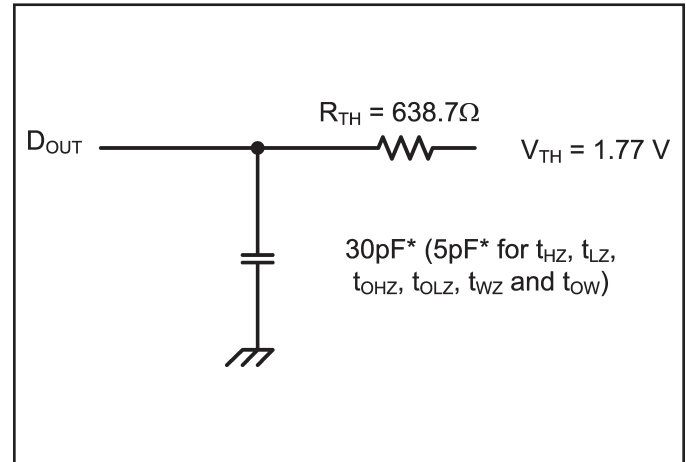 R_TH = 638.7Ω
D_OUT
V_TH = 1.77 V
30pF* (5pF* for t_HZ, t_LZ,
t_OHZ, t_OLZ, t_WZ and t_OW)